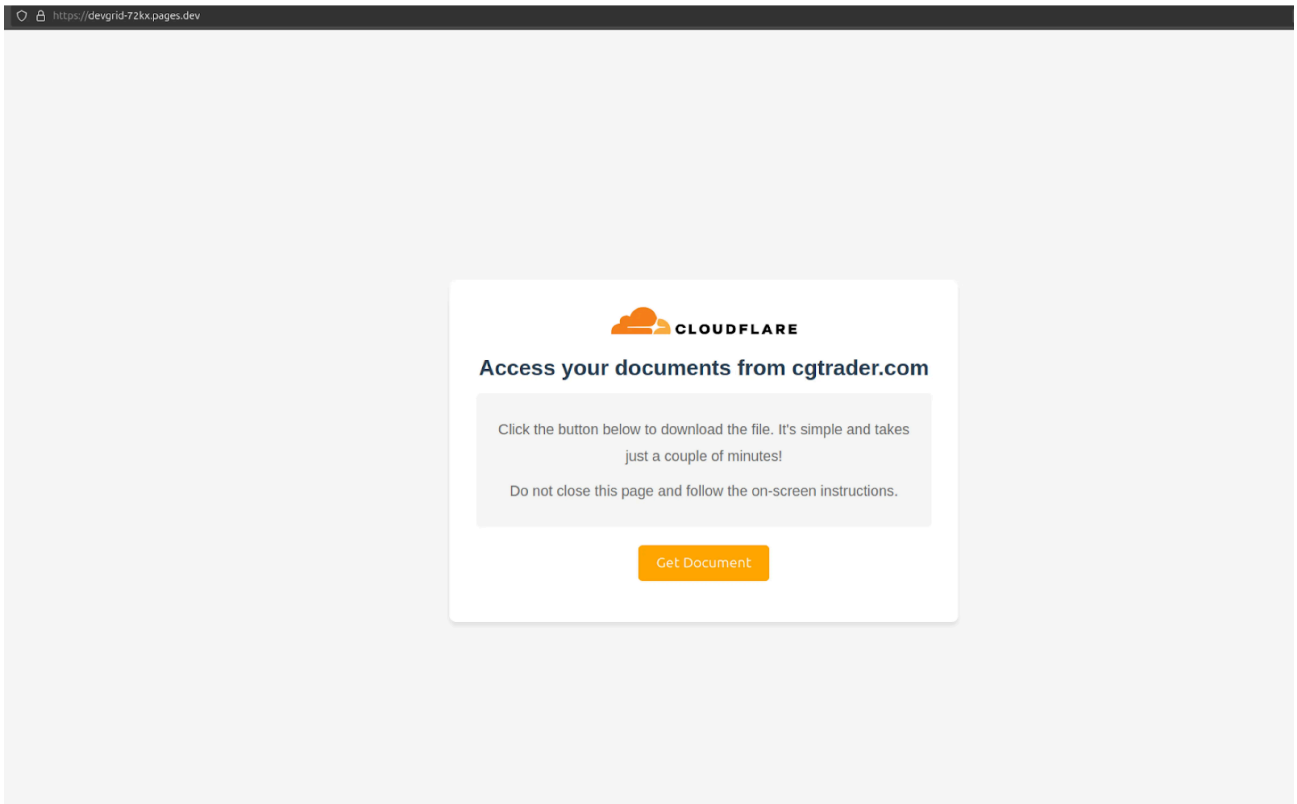 https://devgrid-72kx.pages.dev
CLOUDFLARE
Access your documents from cgtrader.com
Click the button below to download the file. It's simple and takes
just a couple of minutes!
Do not close this page and follow the on-screen instructions.
Get Document